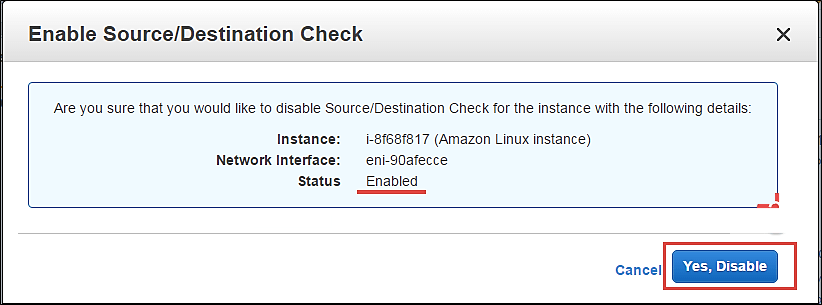 Enable Source/Destination Check
Are you sure that you would like to disable Source/Destination Check for the instance with the following details:
Instance: i-8f68f817 (Amazon Linux instance)
Network Interface: eni-90afecce
Status Enabled
Cancel Yes, Disable